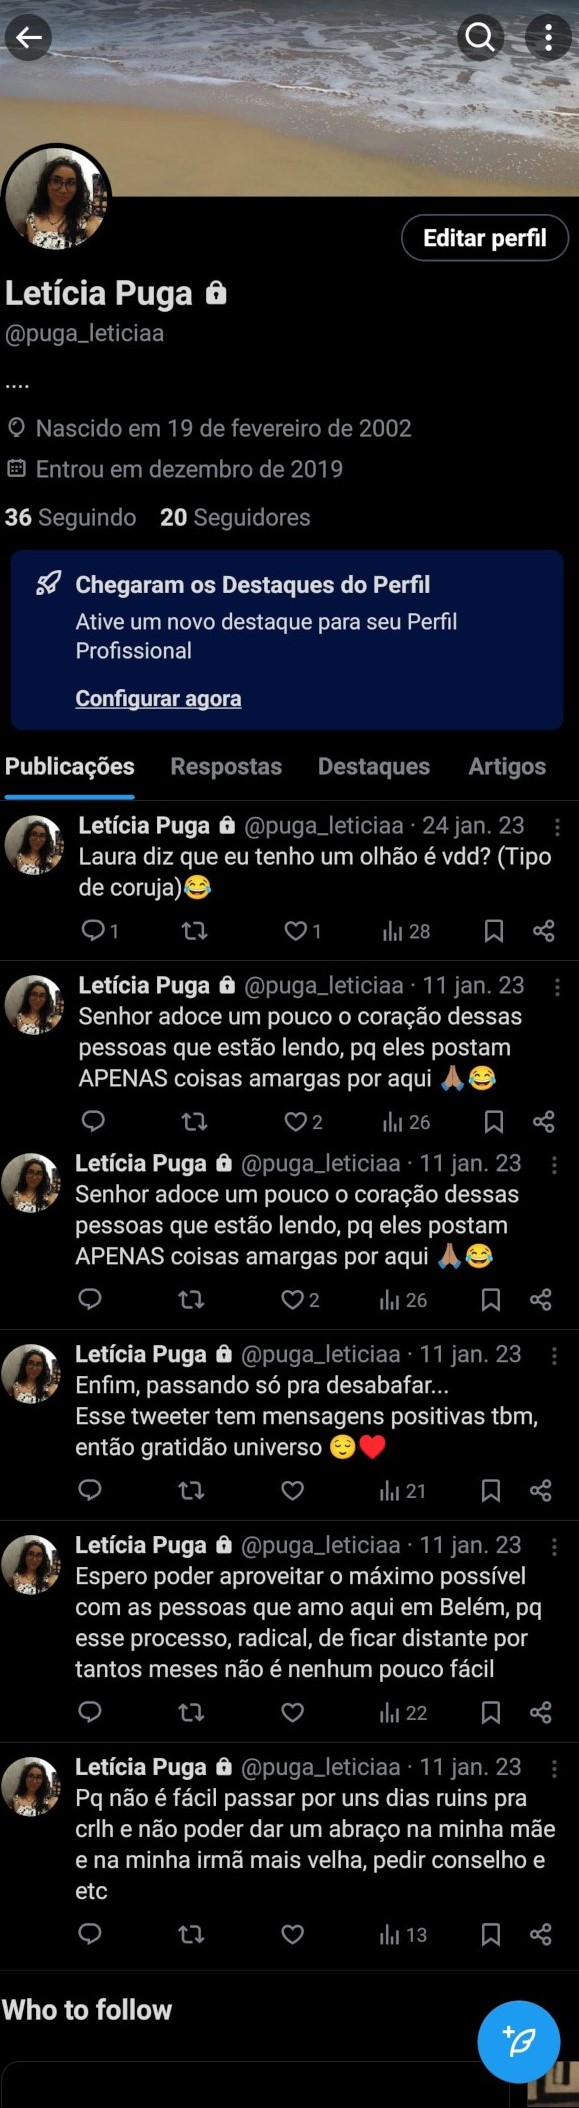 Editar perfil
Letícia Puga
@puga_leticiaa
....
Nascido em 19 de fevereiro de 2002
Entrou em dezembro de 2019
36 Seguindo 20 Seguidores
Chegaram os Destaques do Perfil
Ative um novo destaque para seu Perfil
Profissional
Configurar agora
Publicações Respostas Destaques Artigos
Letícia Puga @puga_leticiaa · 24 jan. 23
Laura diz que eu tenho um olhão é vdd? (Tipo
de coruja)😂
1 1 28
Letícia Puga @puga_leticiaa · 11 jan. 23
Senhor adoce um pouco o coração dessas
pessoas que estão lendo, pq eles postam
APENAS coisas amargas por aqui 🙏🏽😂
2 26
Letícia Puga @puga_leticiaa · 11 jan. 23
Senhor adoce um pouco o coração dessas
pessoas que estão lendo, pq eles postam
APENAS coisas amargas por aqui 🙏🏽😂
2 26
Letícia Puga @puga_leticiaa · 11 jan. 23
Enfim, passando só pra desabafar...
Esse tweeter tem mensagens positivas tbm,
então gratidão universo 😌❤️
21
Letícia Puga @puga_leticiaa · 11 jan. 23
Espero poder aproveitar o máximo possível
com as pessoas que amo aqui em Belém, pq
esse processo, radical, de ficar distante por
tantos meses não é nenhum pouco fácil
22
Letícia Puga @puga_leticiaa · 11 jan. 23
Pq não é fácil passar por uns dias ruins pra
crlh e não poder dar um abraço na minha mãe
e na minha irmã mais velha, pedir conselho e
etc
13
Who to follow